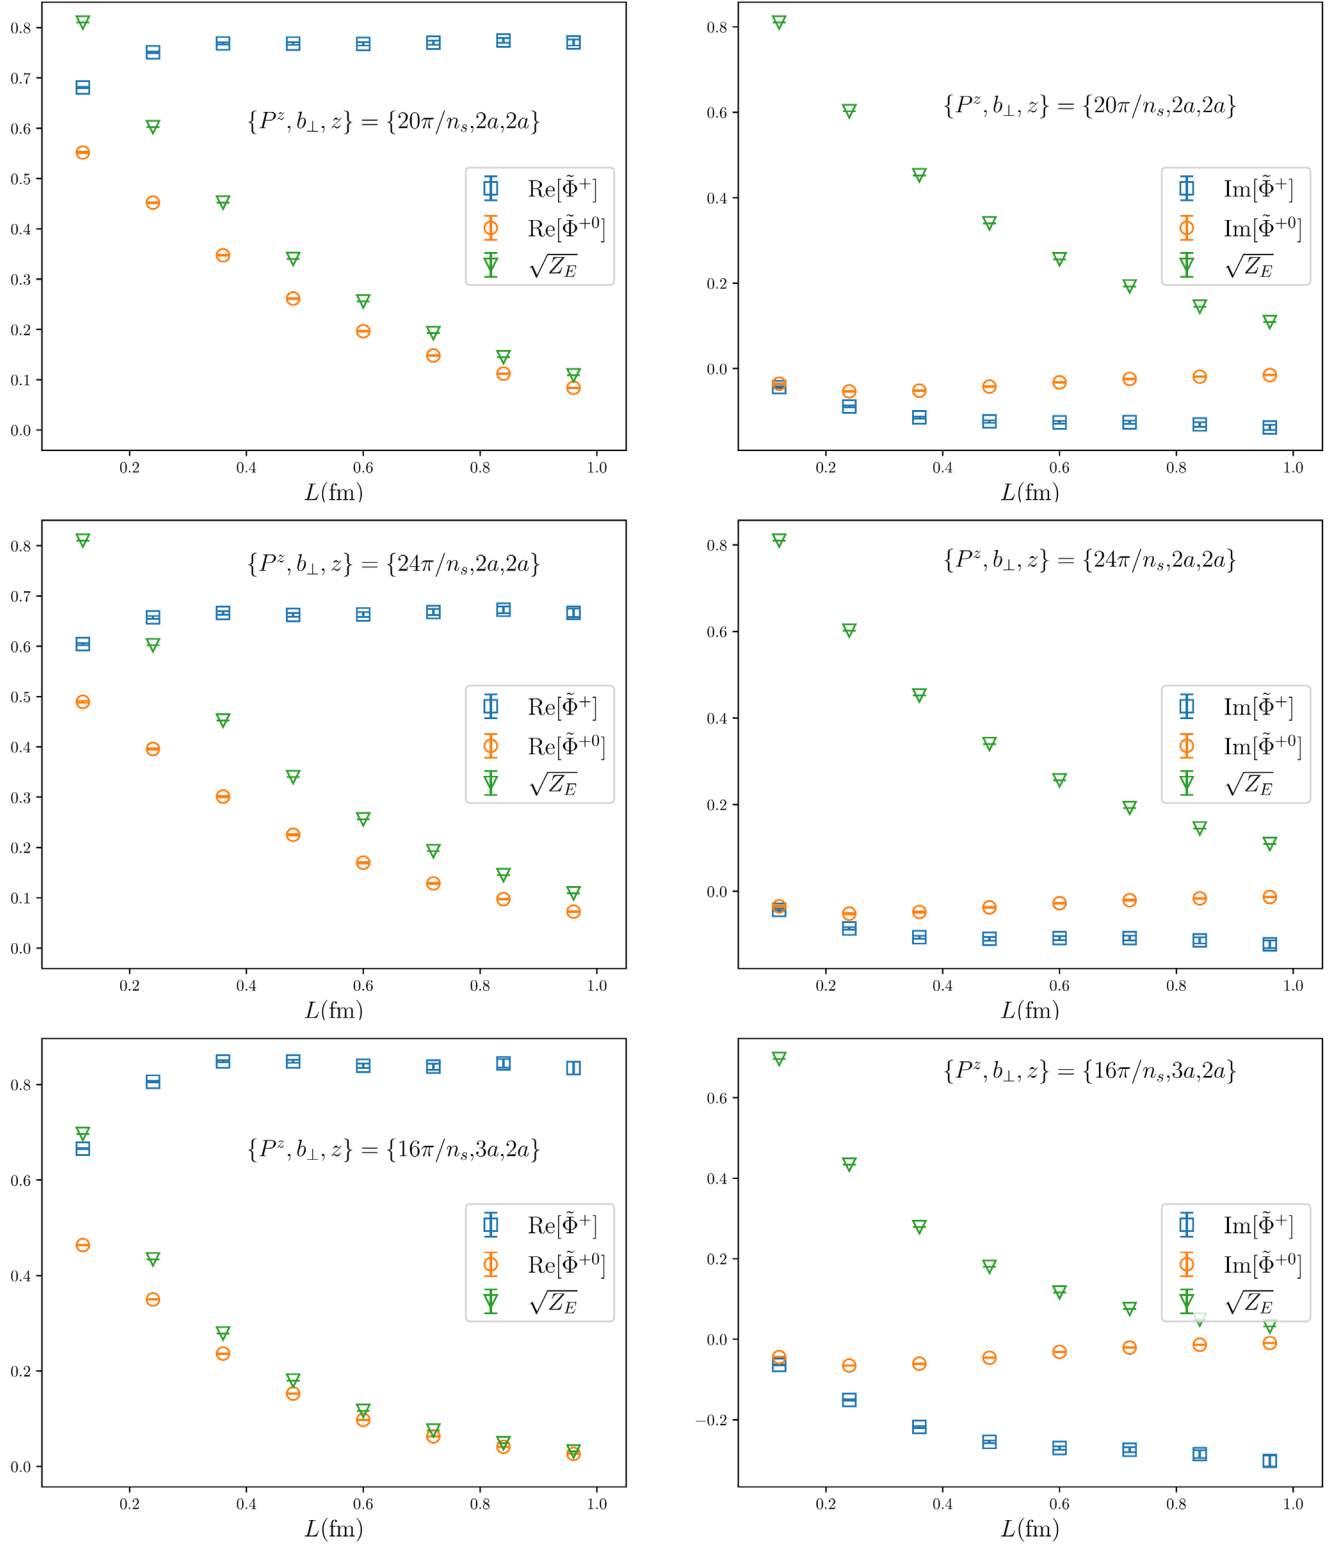 0.8
0.7
0.6
0.5
0.4
0.3
0.2
0.1
0.0
{P^z, b_⊥, z} = {20π/n_s,2a,2a}
Re[Φ̃^+]
Re[Φ̃^{+0}]
√Z_E
0.2 0.4 0.6 0.8 1.0
L(fm)
0.8
0.6
0.4
0.2
0.0
{P^z, b_⊥, z} = {20π/n_s,2a,2a}
Im[Φ̃^+]
Im[Φ̃^{+0}]
√Z_E
0.2 0.4 0.6 0.8 1.0
L(fm)
0.8
0.7
0.6
0.5
0.4
0.3
0.2
0.1
0.0
{P^z, b_⊥, z} = {24π/n_s,2a,2a}
Re[Φ̃^+]
Re[Φ̃^{+0}]
√Z_E
0.2 0.4 0.6 0.8 1.0
L(fm)
0.8
0.6
0.4
0.2
0.0
{P^z, b_⊥, z} = {24π/n_s,2a,2a}
Im[Φ̃^+]
Im[Φ̃^{+0}]
√Z_E
0.2 0.4 0.6 0.8 1.0
L(fm)
0.8
0.6
0.4
0.2
0.0
{P^z, b_⊥, z} = {16π/n_s,3a,2a}
Re[Φ̃^+]
Re[Φ̃^{+0}]
√Z_E
0.2 0.4 0.6 0.8 1.0
L(fm)
0.6
0.4
0.2
0.0
−0.2
{P^z, b_⊥, z} = {16π/n_s,3a,2a}
Im[Φ̃^+]
Im[Φ̃^{+0}]
√Z_E
0.2 0.4 0.6 0.8 1.0
L(fm)